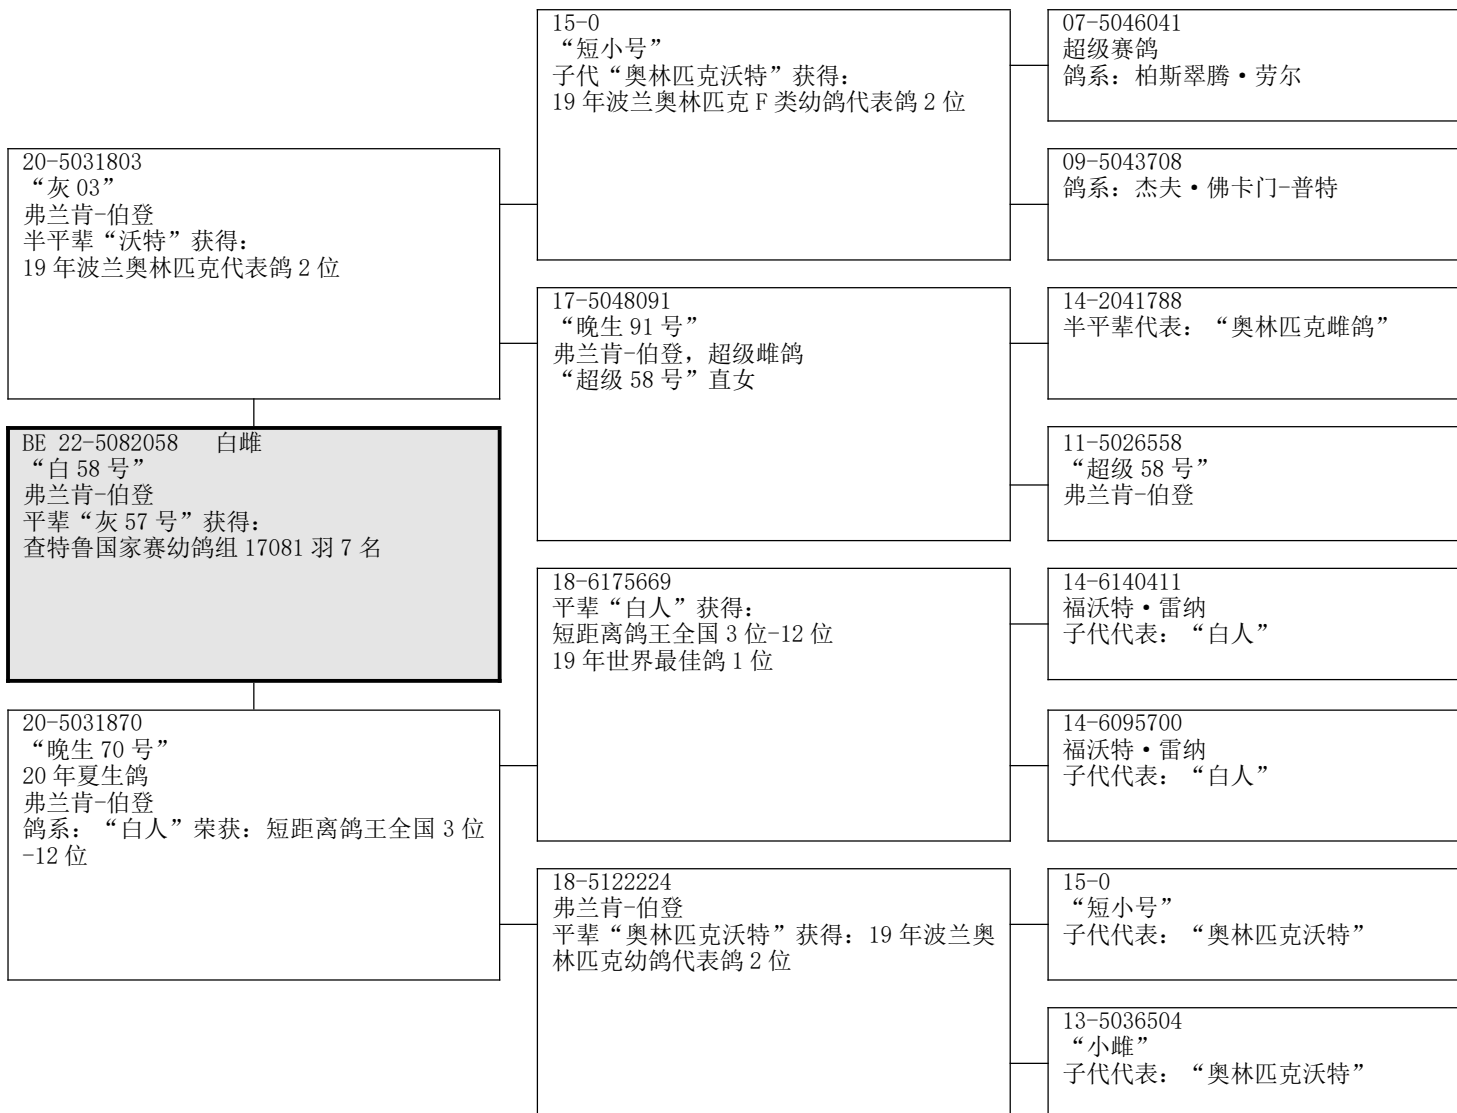 15-0
“短小号”
子代“奥林匹克沃特”获得：
19 年波兰奥林匹克 F 类幼鸽代表鸽 2 位
07-5046041
超级赛鸽
鸽系：柏斯翠腾•劳尔
20-5031803
“灰 03”
弗兰肯-伯登
半平辈“沃特”获得：
19 年波兰奥林匹克代表鸽 2 位
09-5043708
鸽系：杰夫•佛卡门-普特
17-5048091
“晚生 91 号”
弗兰肯-伯登，超级雌鸽
“超级 58 号”直女
14-2041788
半平辈代表：“奥林匹克雌鸽”
BE 22-5082058 白雌
“白 58 号”
弗兰肯-伯登
平辈“灰 57 号”获得：
查特鲁国家赛幼鸽组 17081 羽 7 名
11-5026558
“超级 58 号”
弗兰肯-伯登
18-6175669
平辈“白人”获得：
短距离鸽王全国 3 位-12 位
19 年世界最佳鸽 1 位
14-6140411
福沃特•雷纳
子代代表：“白人”
20-5031870
“晚生 70 号”
20 年夏生鸽
弗兰肯-伯登
鸽系：“白人”荣获：短距离鸽王全国 3 位
-12 位
14-6095700
福沃特•雷纳
子代代表：“白人”
18-5122224
弗兰肯-伯登
平辈“奥林匹克沃特”获得：19 年波兰奥
林匹克幼鸽代表鸽 2 位
15-0
“短小号”
子代代表：“奥林匹克沃特”
13-5036504
“小雌”
子代代表：“奥林匹克沃特”